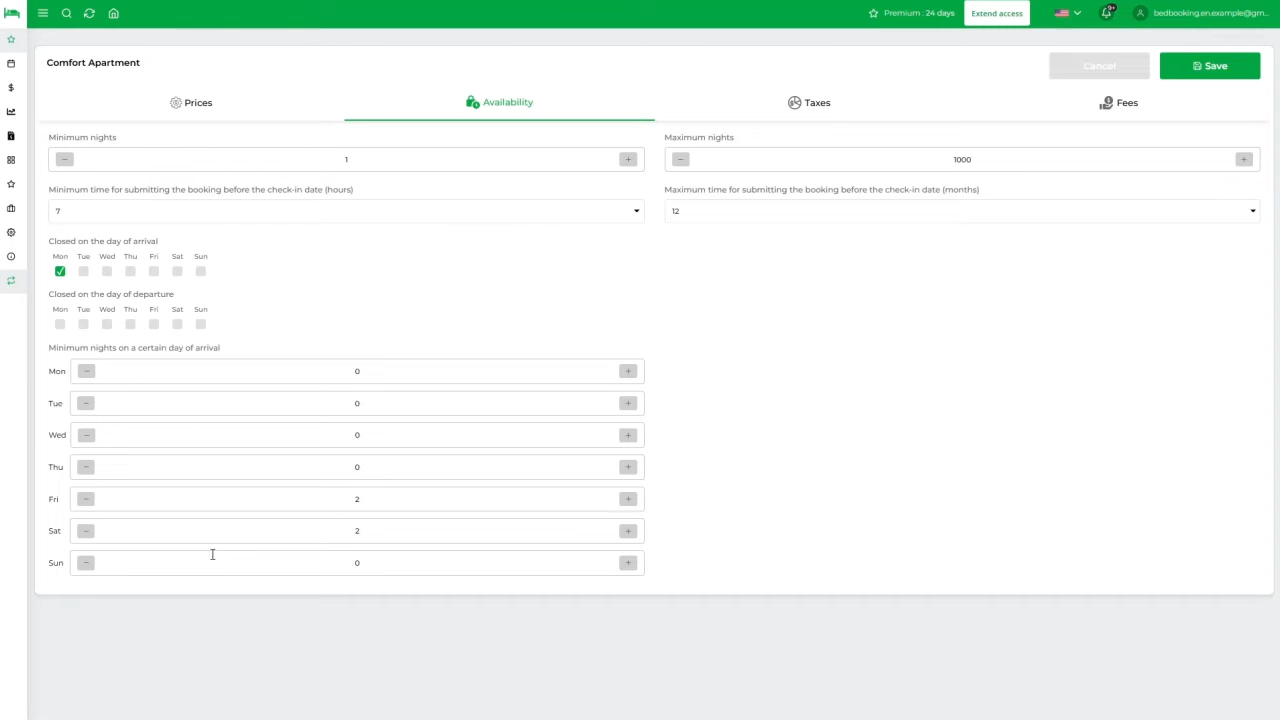 Premium : 24 days
Extend access
9+
bedbooking.en.example@gm...
Comfort Apartment
Cancel
Save
Prices
Availability
Taxes
Fees
Minimum nights
Maximum nights
1
1000
Minimum time for submitting the booking before the check-in date (hours)
Maximum time for submitting the booking before the check-in date (months)
7
12
Closed on the day of arrival
Mon Tue Wed Thu Fri Sat Sun
Closed on the day of departure
Mon Tue Wed Thu Fri Sat Sun
Minimum nights on a certain day of arrival
Mon 0
Tue 0
Wed 0
Thu 0
Fri 2
Sat 2
Sun 0